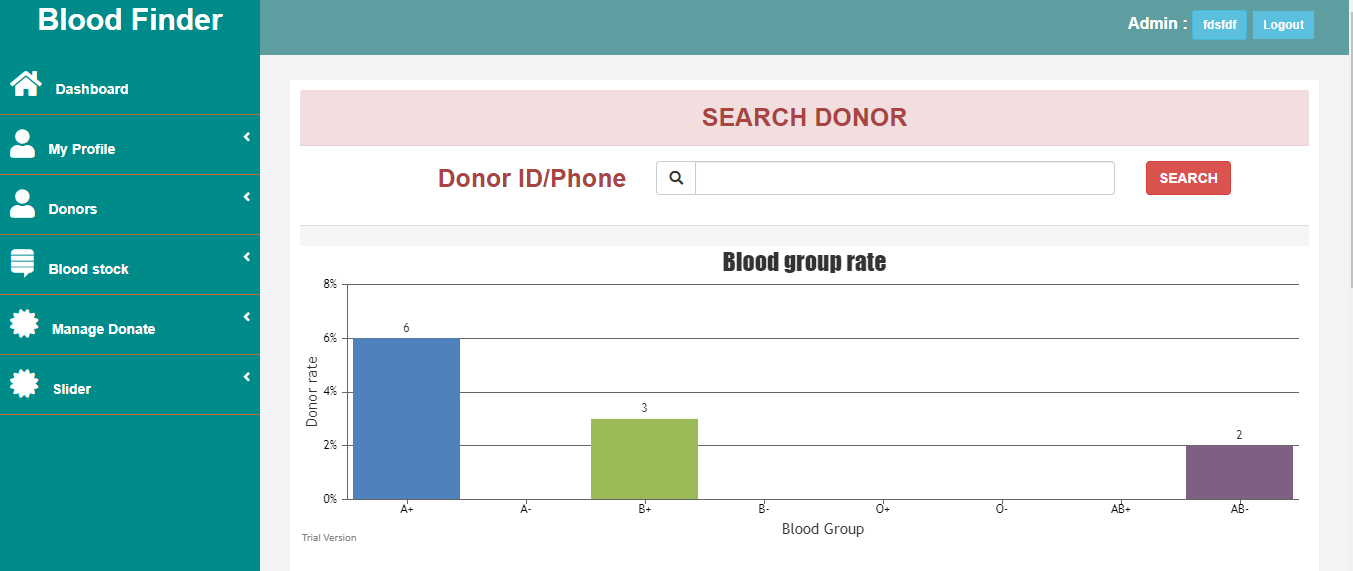 Blood Finder
Admin : fdsfdf Logout
Dashboard
My Profile
Donors
Blood stock
Manage Donate
Slider
SEARCH DONOR
Donor ID/Phone SEARCH
Blood group rate
8%
6%
4%
2%
0%
Donor rate
6
3
2
A+ A- B+ B- O+ O- AB+ AB-
Blood Group
Trial Version